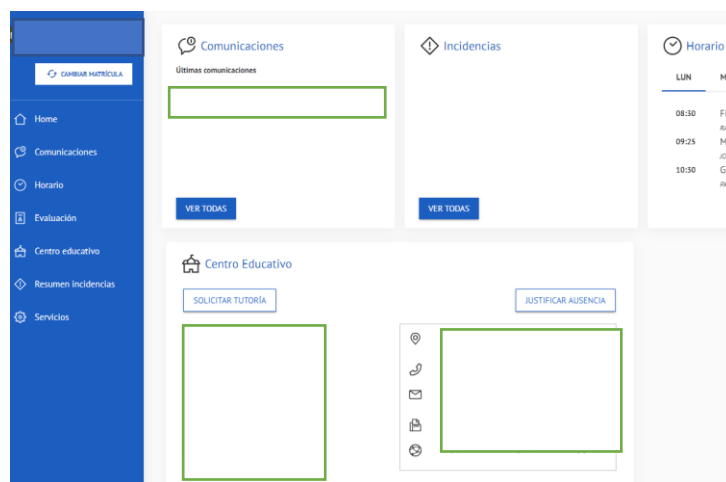 CAMBIAR MATRÍCULA
Home
Comunicaciones
Horario
Evaluación
Centro educativo
Resumen incidencias
Servicios
Comunicaciones
Últimas comunicaciones
VER TODAS
Incidencias
VER TODAS
Horario
LUN
M
08:30
09:25
M
10:30
G
Centro Educativo
SOLICITAR TUTORÍA
JUSTIFICAR AUSENCIA